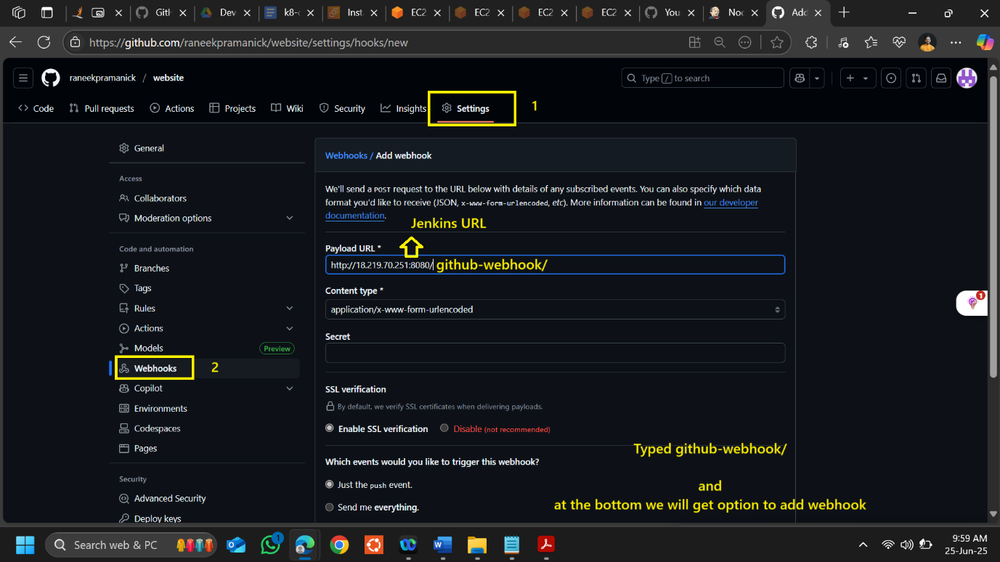 Gith
Dev
k8-c
Insta
EC2
EC2
EC2
EC2
You
Noc
Add
https://github.com/raneekpramanick/website/settings/hooks/new
raneekpramanick / website
Type / to search
Code
Pull requests
Actions
Projects
Wiki
Security
Insights
Settings
1
General
Access
Collaborators
Moderation options
Code and automation
Branches
Tags
Rules
Actions
Models
Preview
Webhooks
2
Copilot
Environments
Codespaces
Pages
Security
Advanced Security
Deploy keys
Webhooks / Add webhook
We'll send a POST request to the URL below with details of any subscribed events. You can also specify which data
format you'd like to receive (JSON, x-www-form-urlencoded, etc). More information can be found in our developer
documentation.
Jenkins URL
Payload URL *
http://18.219.70.251:8080/ github-webhook/
Content type *
application/x-www-form-urlencoded
Secret
SSL verification
By default, we verify SSL certificates when delivering payloads.
Enable SSL verification
Disable (not recommended)
Typed github-webhook/
Which events would you like to trigger this webhook?
Just the push event.
and
at the bottom we will get option to add webhook
Send me everything.
1
Search web & PC
1
9:59 AM
25-Jun-25